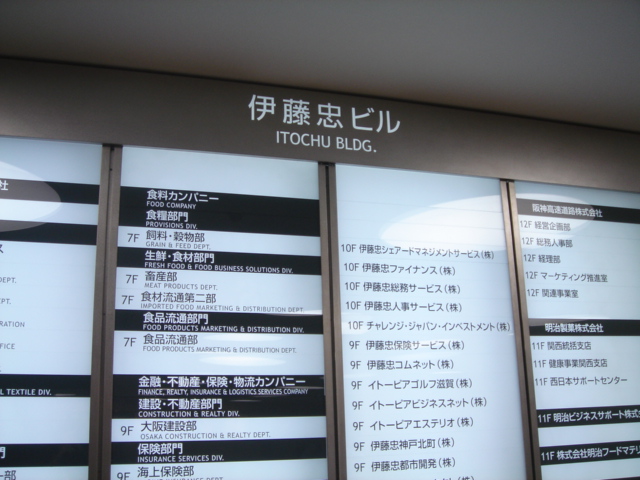 伊藤忠ビル
ITOCHU BLDG.
社
DEPT.
DEPT.
RATION
OFFICE
L TEXTILE DIV.
門
部
食料カンパニー
FOOD COMPANY
食糧部門
PROVISIONS DIV.
7F 飼料・穀物部
GRAIN & FEED DEPT.
生鮮・食材部門
FRESH FOOD & FOOD BUSINESS SOLUTIONS DIV.
7F 畜産部
MEAT PRODUCTS DEPT.
7F 食材流通第二部
IMPORTED FOOD MARKETING & DISTRIBUTION DEPT.
食品流通部門
FOOD PRODUCTS MARKETING & DISTRIBUTION DIV.
7F 食品流通部
FOOD PRODUCTS MARKETING & DISTRIBUTION DEPT.
金融・不動産・保険・物流カンパニー
FINANCE, REALTY, INSURANCE & LOGISTICS SERVICES COMPANY
建設・不動産部門
CONSTRUCTION & REALTY DIV.
9F 大阪建設部
OSAKA CONSTRUCTION & REALTY DEPT.
保険部門
INSURANCE SERVICES DIV.
9F 海上保険部
10F 伊藤忠シェアードマネジメントサービス(株)
10F 伊藤忠ファイナンス(株)
10F 伊藤忠総務サービス(株)
10F 伊藤忠人事サービス(株)
10F チャレンジ・ジャパン・インベストメント(株)
9F 伊藤忠保険サービス(株)
9F 伊藤忠コムネット(株)
9F イトーピアゴルフ滋賀(株)
9F イトーピアビジネスネット(株)
9F イトーピアエステリオ(株)
9F 伊藤忠神戸北町(株)
9F 伊藤忠都市開発(株)
阪神高速道路株式会社
12F 経営企画部
12F 総務人事部
12F 経理部
12F マーケティング推進室
12F 関連事業室
明治製菓株式会社
11F 関西統括支店
11F 健康事業関西支店
11F 西日本サポートセンター
11F 明治ビジネスサポート株式会
11F 株式会社明治フードマテリ